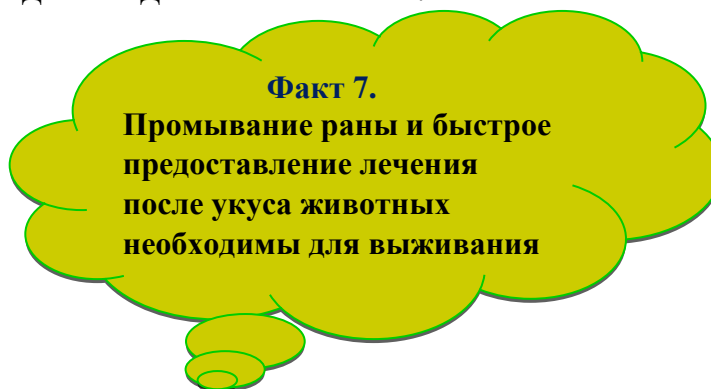 Факт 7.
Промывание раны и быстрое
предоставление лечения
после укуса животных
необходимы для выживания